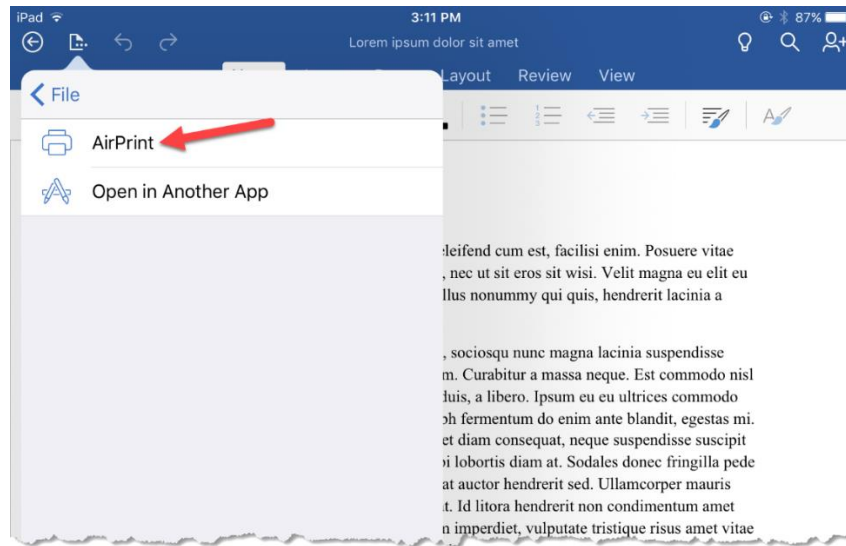 iPad 3:11 PM 87%
Lorem ipsum dolor sit amet
Layout Review View
File
AirPrint
Open in Another App
eleifend cum est, facilisi enim. Posuere vitae
, nec ut sit eros sit wisi. Velit magna eu elit eu
llus nonummy qui quis, hendrerit lacinia a
, sociosqu nunc magna lacinia suspendisse
m. Curabitur a massa neque. Est commodo nisl
duis, a libero. Ipsum eu eu ultrices commodo
bh fermentum do enim ante blandit, egestas mi.
et diam consequat, neque suspendisse suscipit
bi lobortis diam at. Sodales donec fringilla pede
at auctor hendrerit sed. Ullamcorper mauris
t. Id litora hendrerit non condimentum amet
n imperdiet, vulputate tristique risus amet vitae